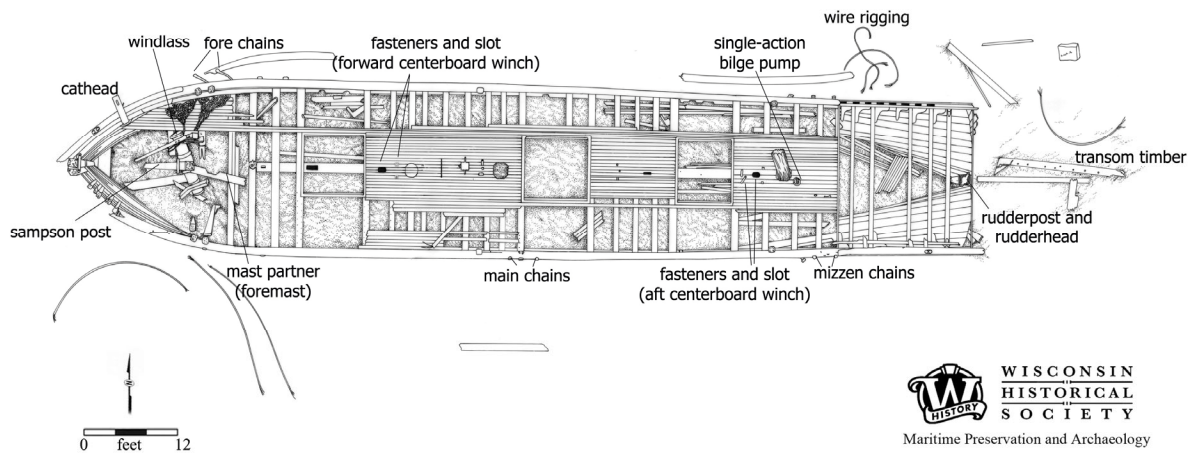 wire rigging
windlass
fore chains
fasteners and slot
(forward centerboard winch)
single-action
bilge pump
cathead
transom timber
sampson post
rudderpost and
rudderhead
mast partner
(foremast)
main chains
fasteners and slot
(aft centerboard winch)
mizzen chains
N
0 feet 12
W
HISTORY
WISCONSIN
HISTORICAL
SOCIETY
Maritime Preservation and Archaeology